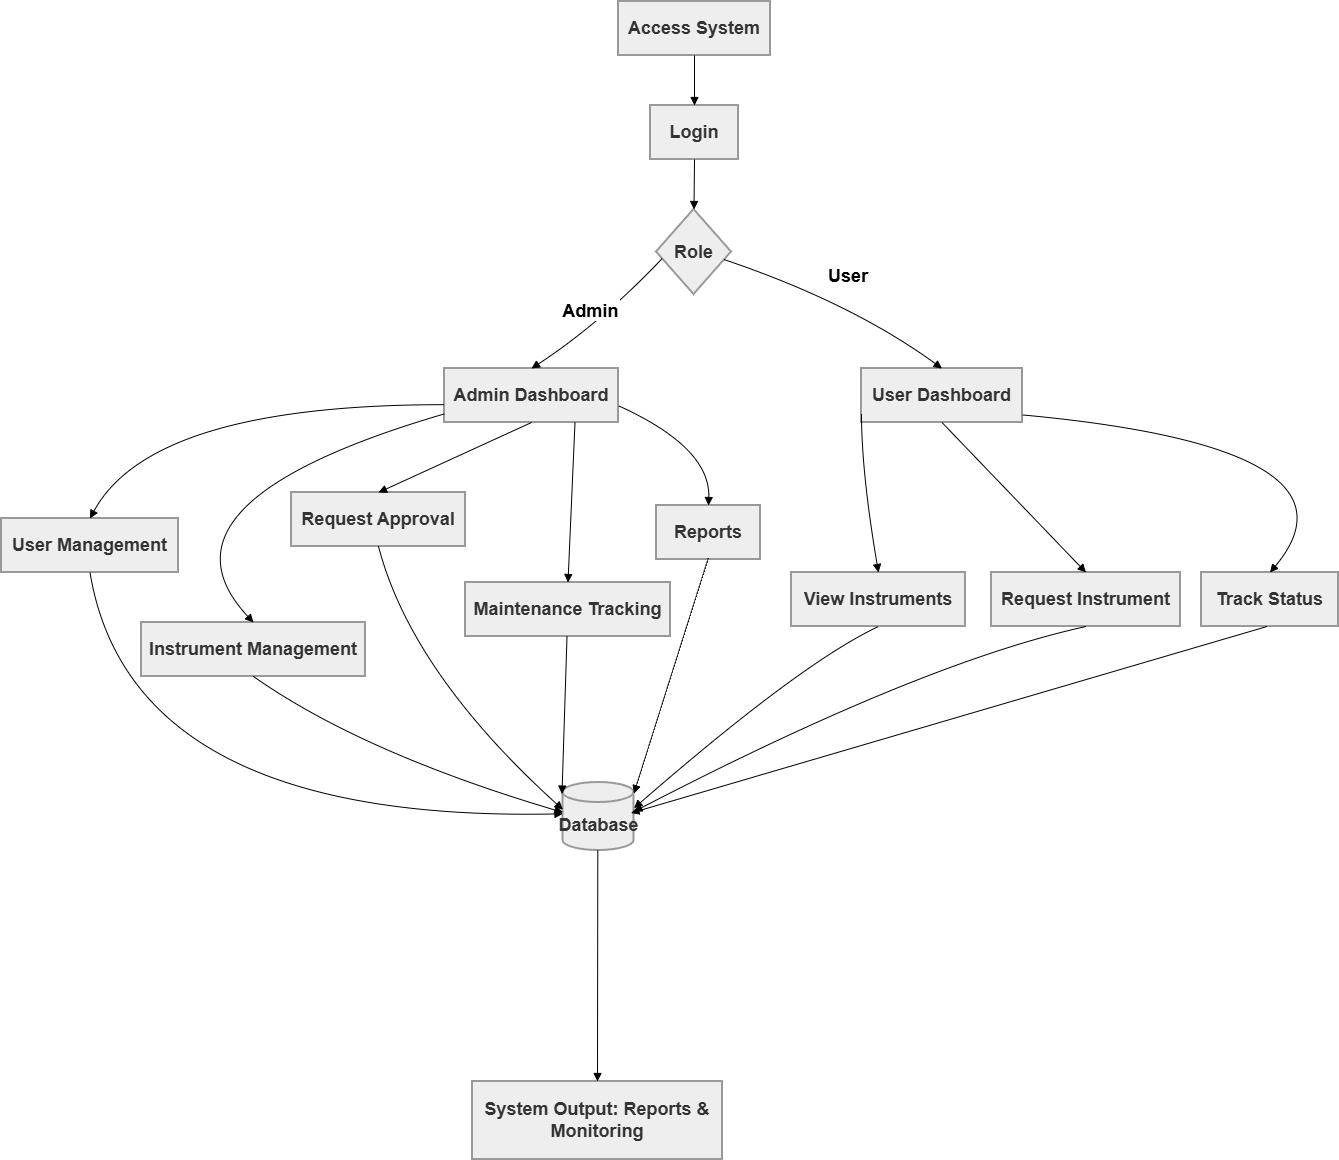 Access System
Login
Role
User
Admin
Admin Dashboard
User Dashboard
Request Approval
Reports
User Management
View Instruments
Request Instrument
Track Status
Maintenance Tracking
Instrument Management
Database
System Output: Reports &
Monitoring